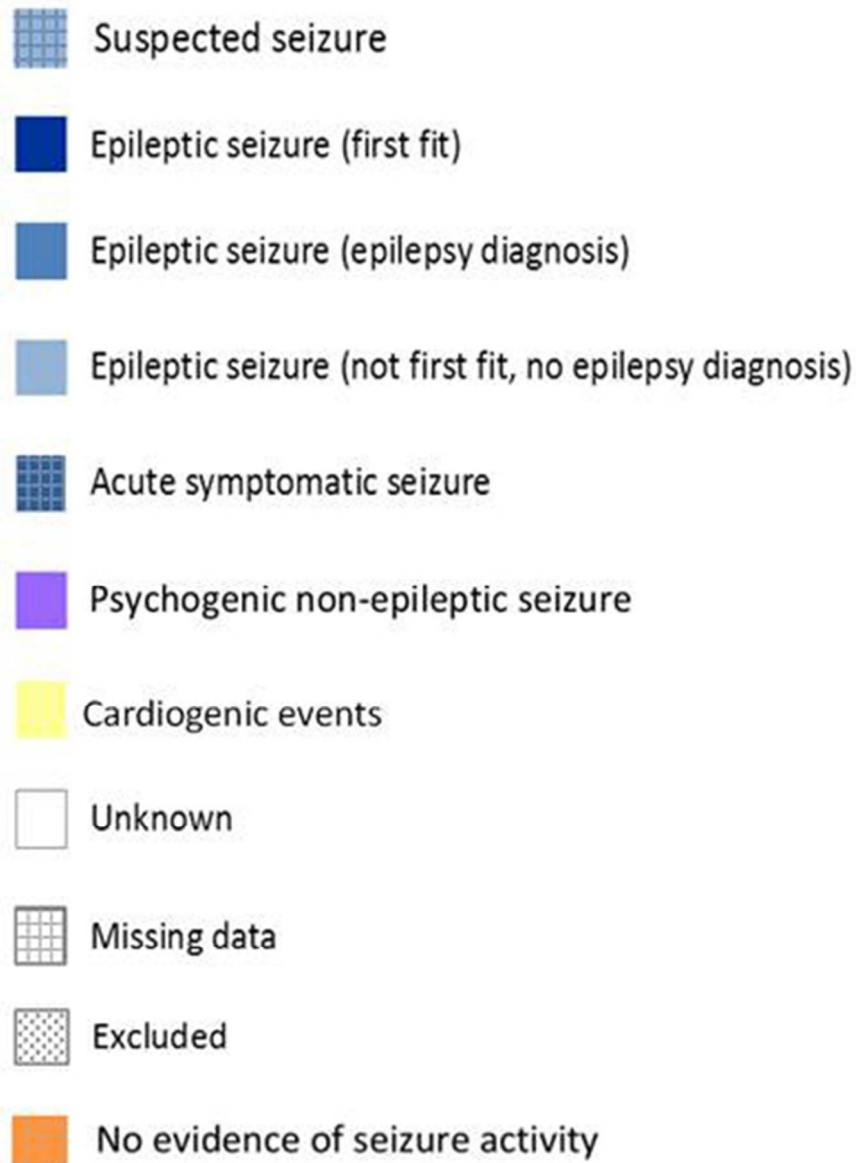 Suspected seizure
Epileptic seizure (first fit)
Epileptic seizure (epilepsy diagnosis)
Epileptic seizure (not first fit, no epilepsy diagnosis)
Acute symptomatic seizure
Psychogenic non-epileptic seizure
Cardiogenic events
Unknown
Missing data
Excluded
No evidence of seizure activity